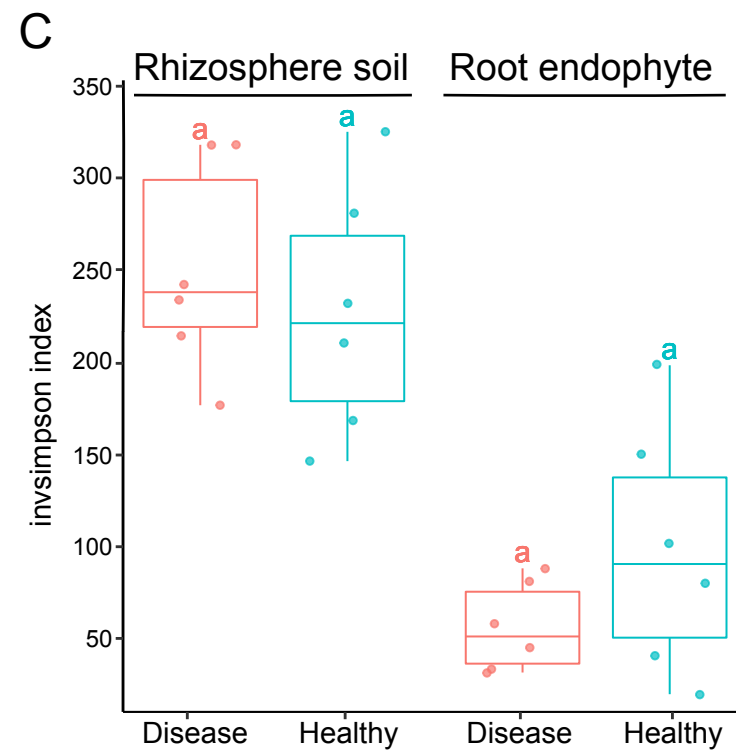 C
Rhizosphere soil Root endophyte
invsimpson index
350
300
250
200
150
100
50
a a a a
Disease Healthy Disease Healthy